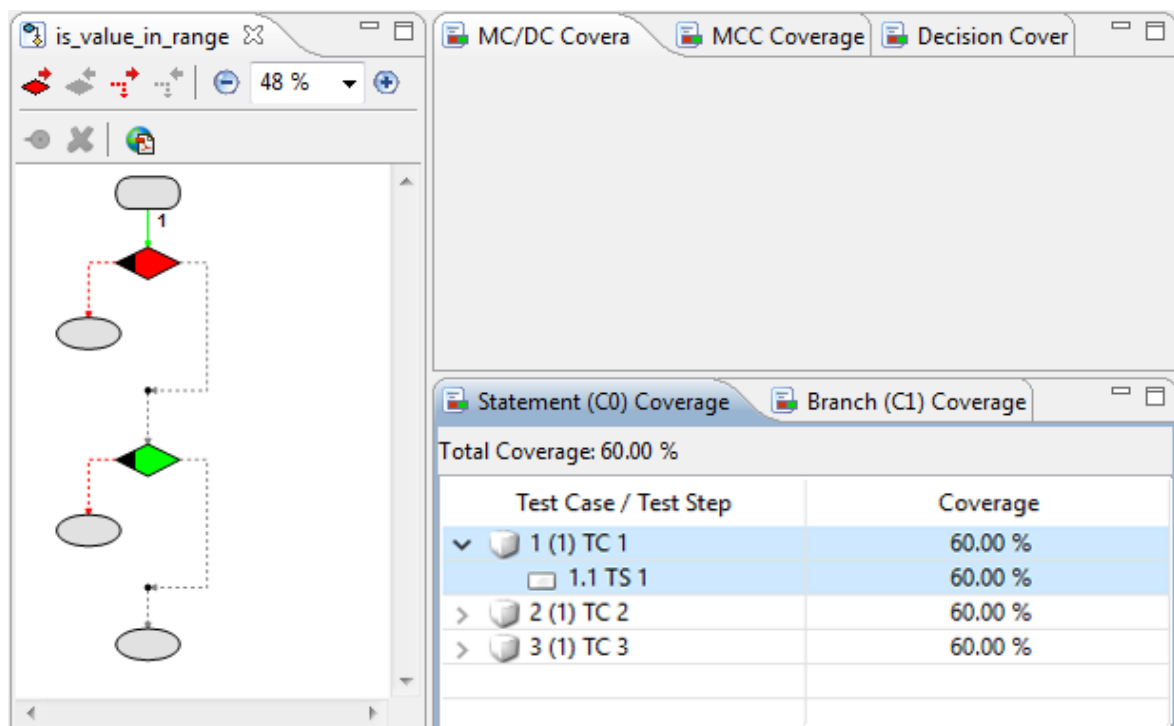 is_value_in_range
48 %
1
MC/DC Covera
MCC Coverage
Decision Cover
Statement (C0) Coverage
Branch (C1) Coverage
Total Coverage: 60.00 %
Test Case / Test Step Coverage
1 (1) TC 1 60.00 %
1.1 TS 1 60.00 %
2 (1) TC 2 60.00 %
3 (1) TC 3 60.00 %